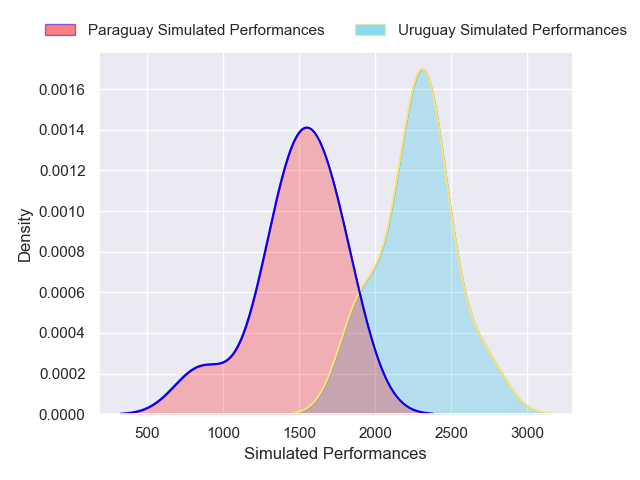 Paraguay Simulated Performances Uruguay Simulated Performances
0.0016
0.0014
0.0012
0.0010
0.0008
0.0006
0.0004
0.0002
0.0000
Density
500 1000 1500 2000 2500 3000
Simulated Performances